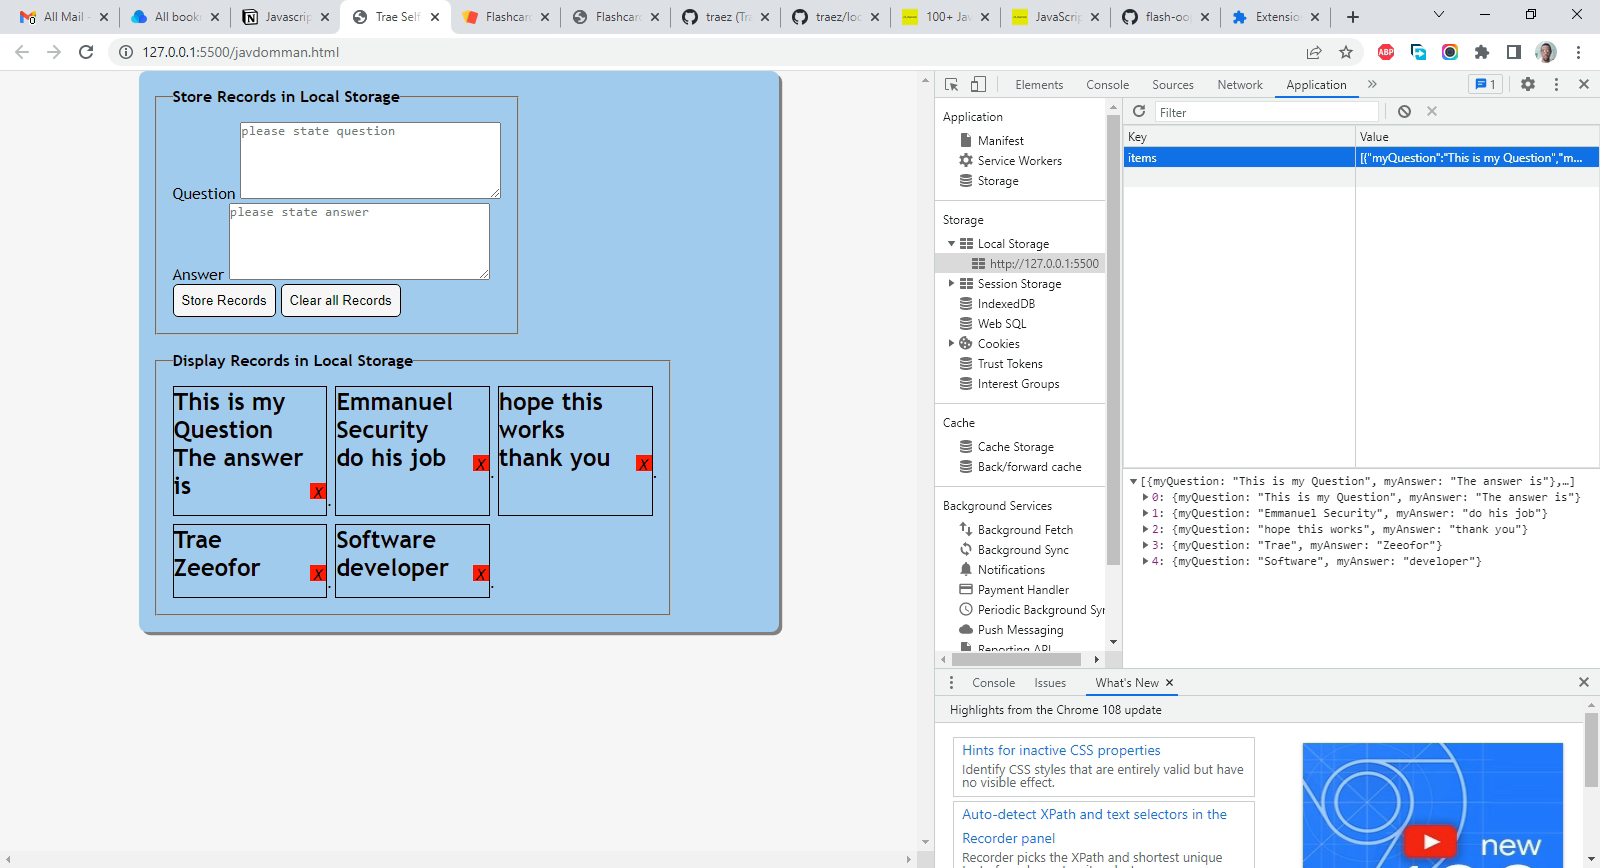 All Mail -
All book
Javascrip
Trae Self
Flashcar
Flashcar
traez (Tra
traez/loc
100+ Jav
JavaScrip
flash-oo
Extensio
127.0.0.1:5500/javdomman.html
ABP
Store Records in Local Storage
please state question
Question
please state answer
Answer
Store Records
Clear all Records
Display Records in Local Storage
This is my
Question
The answer
is
X
.
Emmanuel
Security
do his job
X
.
hope this
works
thank you
X
.
Trae
Zeeofor
X
.
Software
developer
X
.
Elements
Console
Sources
Network
Application
1
Application
Manifest
Service Workers
Storage
Storage
Local Storage
http://127.0.0.1:5500
Session Storage
IndexedDB
Web SQL
Cookies
Trust Tokens
Interest Groups
Cache
Cache Storage
Back/forward cache
Background Services
Background Fetch
Background Sync
Notifications
Payment Handler
Periodic Background Syn
Push Messaging
Reporting API
Filter
Key
Value
items
[{"myQuestion":"This is my Question","m...
[{myQuestion: "This is my Question", myAnswer: "The answer is"},…]
0: {myQuestion: "This is my Question", myAnswer: "The answer is"}
1: {myQuestion: "Emmanuel Security", myAnswer: "do his job"}
2: {myQuestion: "hope this works", myAnswer: "thank you"}
3: {myQuestion: "Trae", myAnswer: "Zeeofor"}
4: {myQuestion: "Software", myAnswer: "developer"}
Console
Issues
What's New
Highlights from the Chrome 108 update
Hints for inactive CSS properties
Identify CSS styles that are entirely valid but have
no visible effect.
Auto-detect XPath and text selectors in the
Recorder panel
Recorder picks the XPath and shortest unique
new